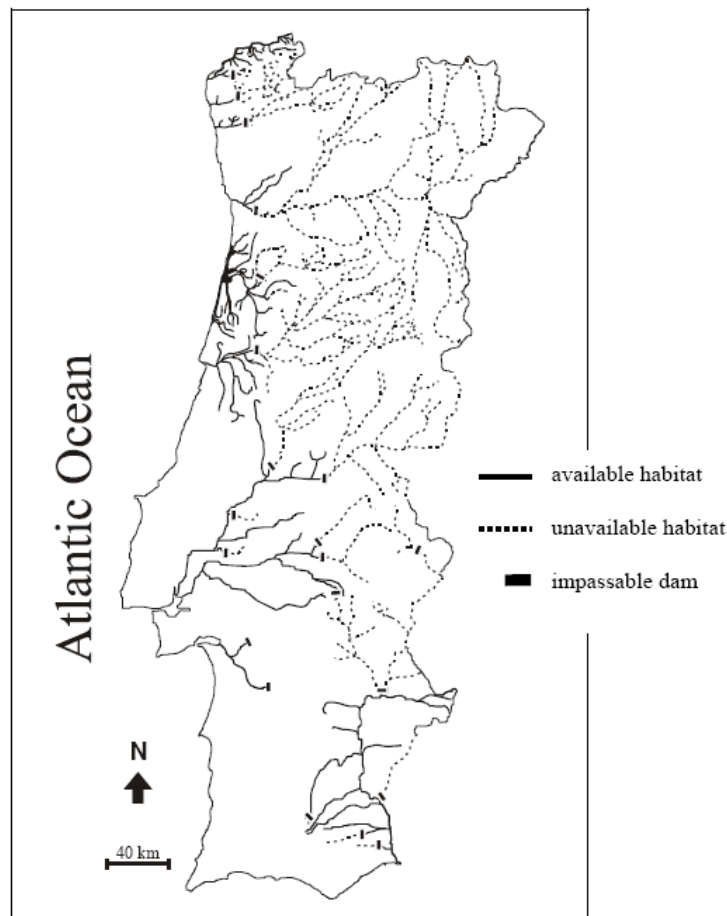 Atlantic Ocean
available habitat
unavailable habitat
impassable dam
N
40 km